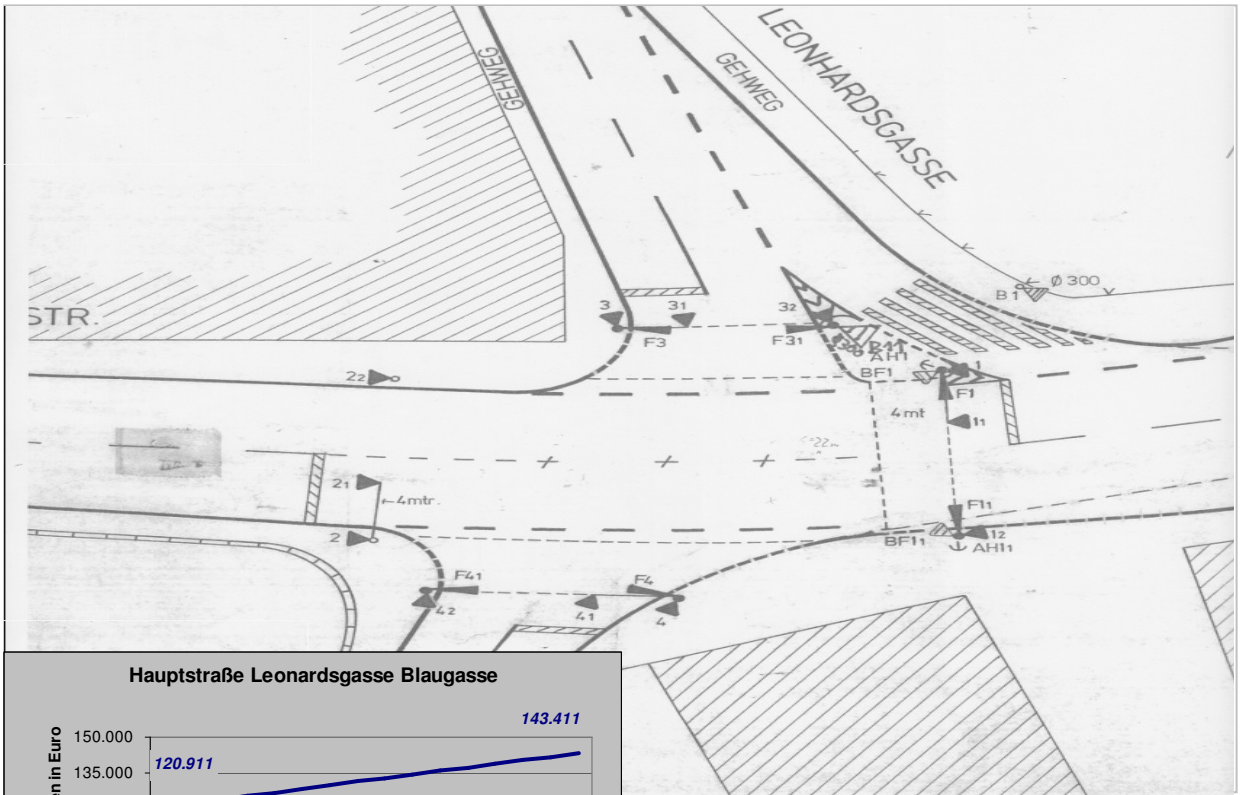 LEONHARDSGASSE
GEHWEG
GEHWEG
Ø 300
B1
STR.
3
31
32
F3
F31
AH1
BF1
1
22
F1
4mt
11
21
←4mtr.
F11
2
BF11
12
AH11
F41
F4
42
41
4
Hauptstraße Leonardsgasse Blaugasse
143.411
150.000
120.911
135.000
en in Euro